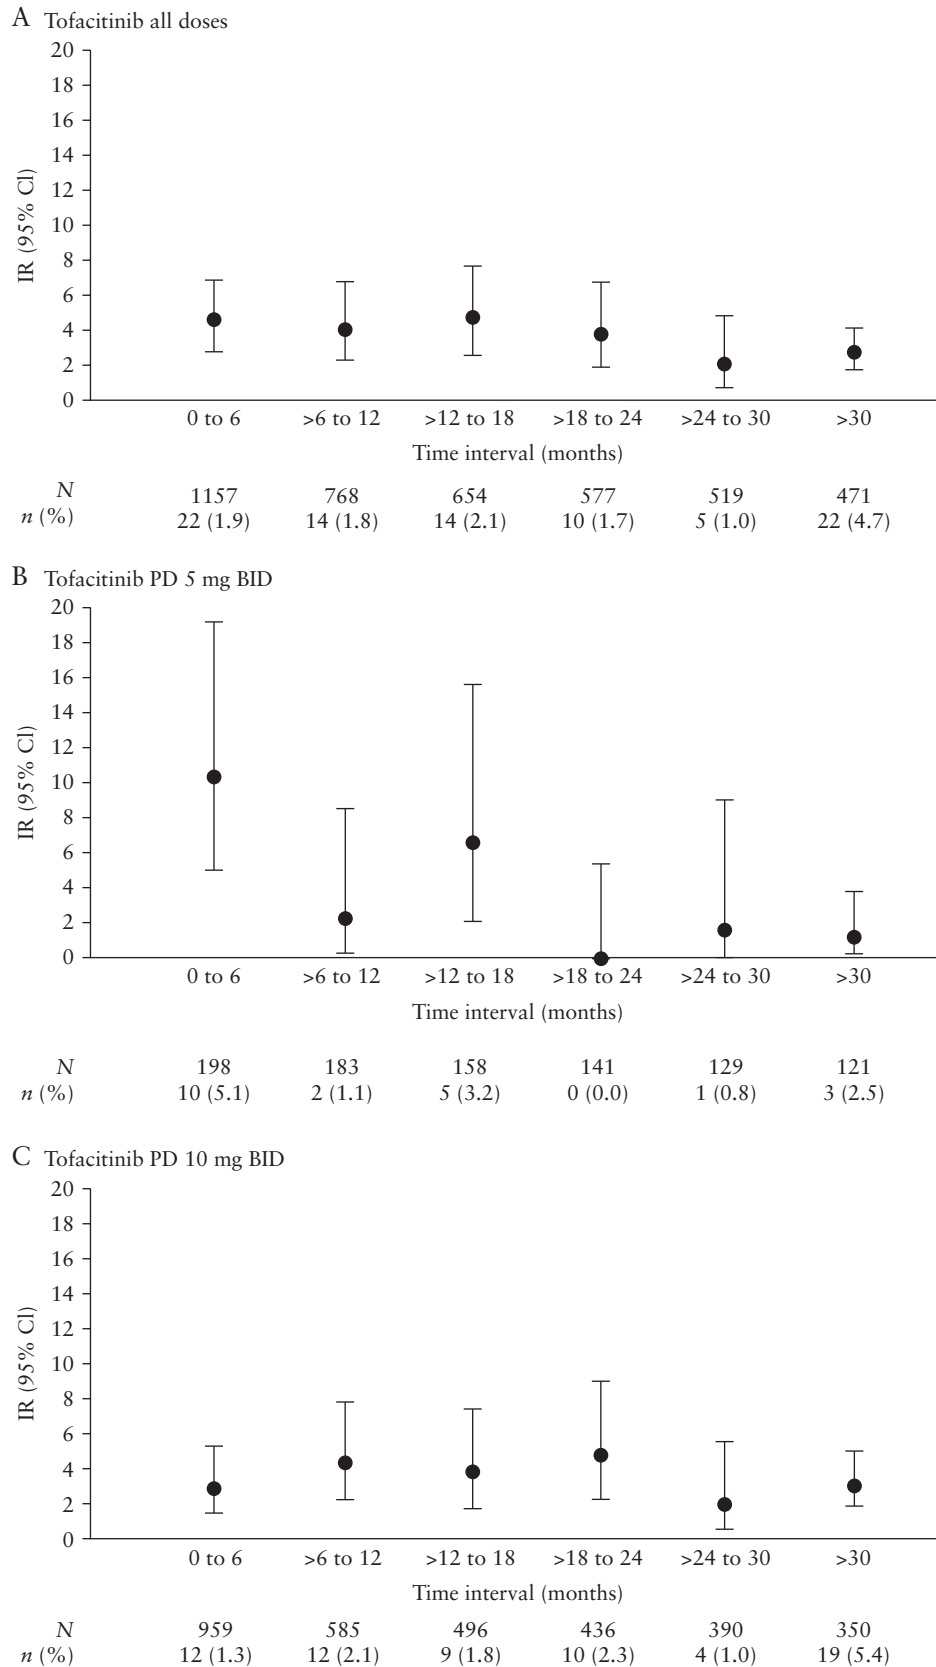 A Tofacitinib all doses
20
18
16
14
12
10
8
6
4
2
0
IR (95% CI)
0 to 6 >6 to 12 >12 to 18 >18 to 24 >24 to 30 >30
Time interval (months)
N 1157 768 654 577 519 471
n (%) 22 (1.9) 14 (1.8) 14 (2.1) 10 (1.7) 5 (1.0) 22 (4.7)
B Tofacitinib PD 5 mg BID
20
18
16
14
12
10
8
6
4
2
0
IR (95% CI)
0 to 6 >6 to 12 >12 to 18 >18 to 24 >24 to 30 >30
Time interval (months)
N 198 183 158 141 129 121
n (%) 10 (5.1) 2 (1.1) 5 (3.2) 0 (0.0) 1 (0.8) 3 (2.5)
C Tofacitinib PD 10 mg BID
20
18
16
14
12
10
8
6
4
2
0
IR (95% CI)
0 to 6 >6 to 12 >12 to 18 >18 to 24 >24 to 30 >30
Time interval (months)
N 959 585 496 436 390 350
n (%) 12 (1.3) 12 (2.1) 9 (1.8) 10 (2.3) 4 (1.0) 19 (5.4)